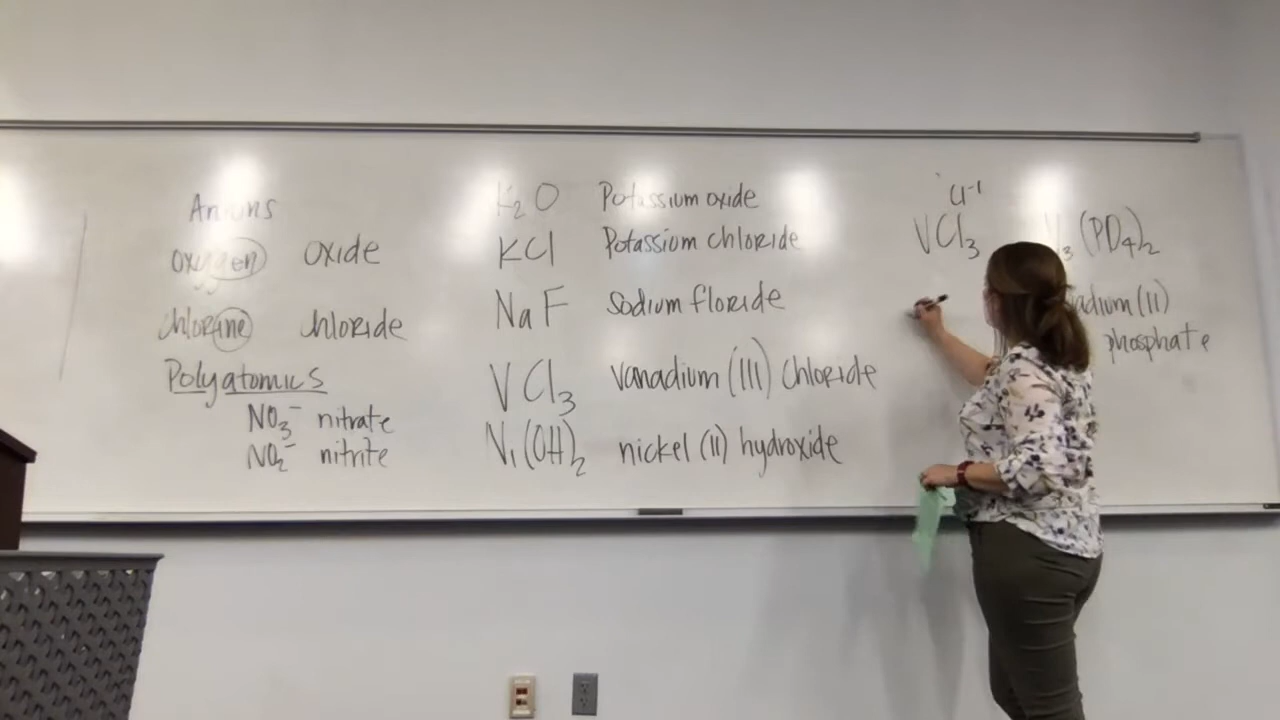 Anions
oxygen oxide
chlorine chloride
Polyatomics
NO₃⁻ nitrate
NO₂⁻ nitrite
K₂O Potassium oxide
KCl Potassium chloride
NaF sodium floride
VCl₃ vanadium (III) chloride
Ni(OH)₂ nickel (II) hydroxide
Cl⁻¹
VCl₃ V₃(PO₄)₂
(II)
phosphate